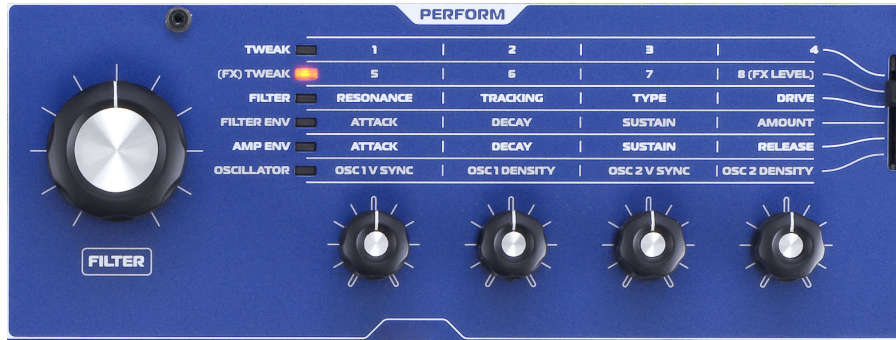 PERFORM
TWEAK 1 2 3 4
(FX) TWEAK 5 6 7 8 (FX LEVEL)
FILTER RESONANCE TRACKING TYPE DRIVE
FILTER ENV ATTACK DECAY SUSTAIN AMOUNT
AMP ENV ATTACK DECAY SUSTAIN RELEASE
OSCILLATOR OSC 1 V SYNC OSC 1 DENSITY OSC 2 V SYNC OSC 2 DENSITY
FILTER